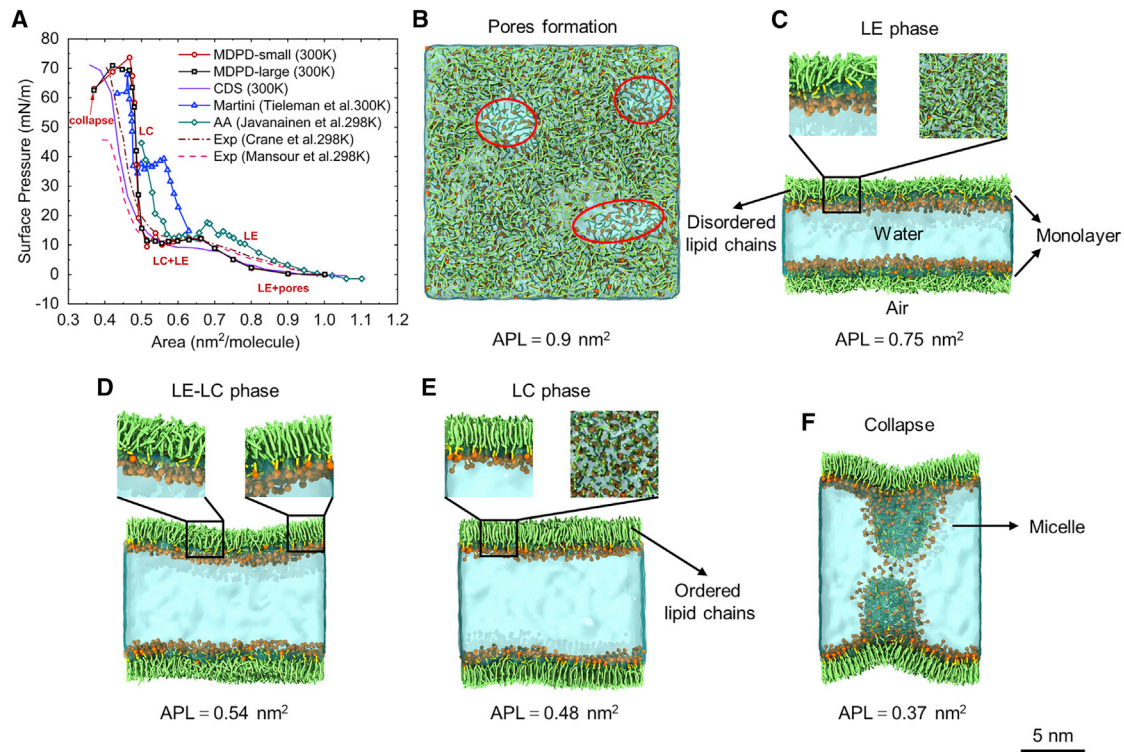 A
80
70
60
50
40
30
20
10
0
-10
Surface Pressure (mN/m)
0.3 0.4 0.5 0.6 0.7 0.8 0.9 1.0 1.1 1.2
Area (nm²/molecule)
MDPD-small (300K)
MDPD-large (300K)
CDS (300K)
Martini (Tieleman et al.300K)
AA (Javanainen et al.298K)
Exp (Crane et al.298K)
Exp (Mansour et al.298K)
collapse
LC
LE
LC+LE
LE+pores
B
Pores formation
APL = 0.9 nm²
C
LE phase
Disordered
lipid chains
Water
Monolayer
Air
APL = 0.75 nm²
D
LE-LC phase
APL = 0.54 nm²
E
LC phase
Ordered
lipid chains
APL = 0.48 nm²
F
Collapse
Micelle
APL = 0.37 nm²
5 nm